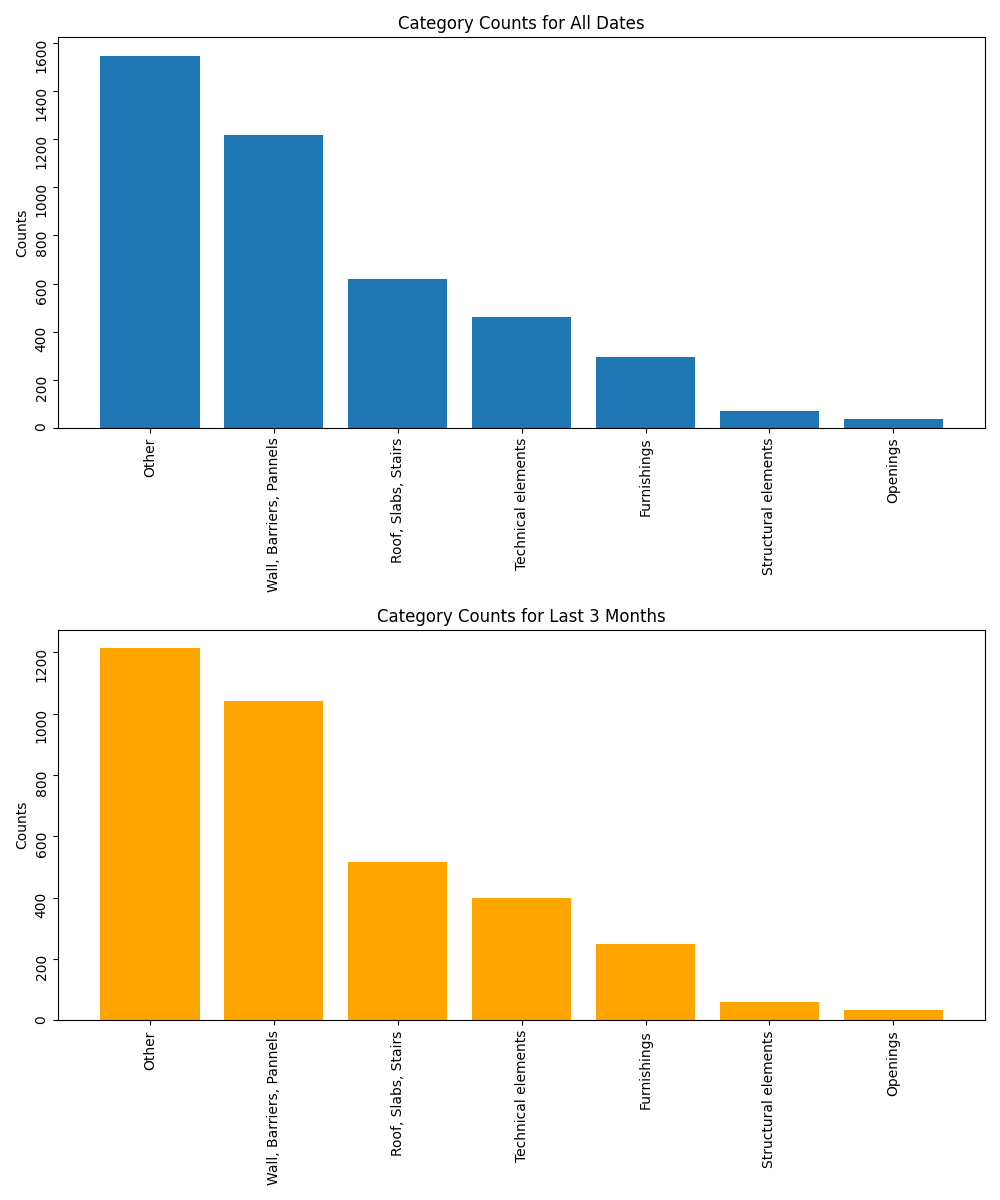 Category Counts for All Dates
Counts
1600
1400
1200
1000
800
600
400
200
0
Other
Wall, Barriers, Pannels
Roof, Slabs, Stairs
Technical elements
Furnishings
Structural elements
Openings
Category Counts for Last 3 Months
Counts
1200
1000
800
600
400
200
0
Other
Wall, Barriers, Pannels
Roof, Slabs, Stairs
Technical elements
Furnishings
Structural elements
Openings